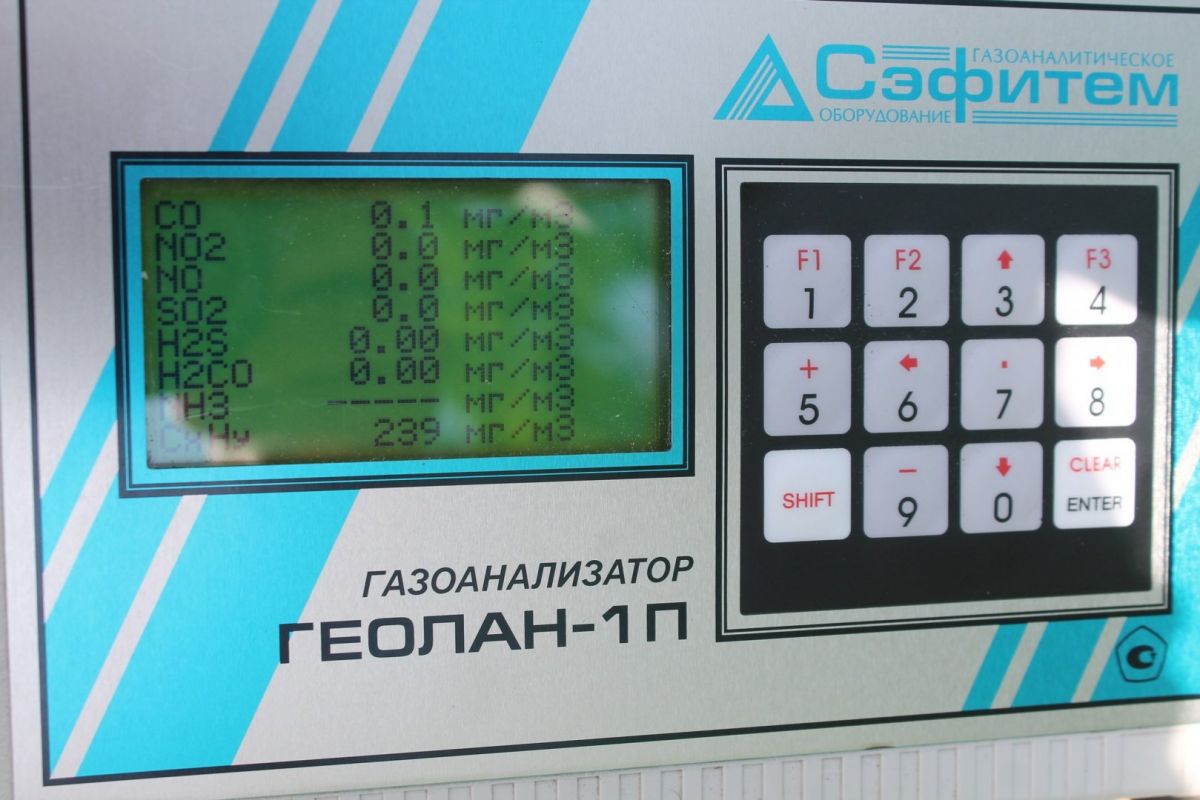 ГАЗОАНАЛИТИЧЕСКОЕ
Сэфитем
ОБОРУДОВАНИЕ
CO 0.1 мг/м3
NO2 0.0 мг/м3
NO 0.0 мг/м3
SO2 0.0 мг/м3
H2S 0.00 мг/м3
H2CO 0.00 мг/м3
NH3 ----- мг/м3
CxHy 239 мг/м3
F1 F2 ↑ F3
1 2 3 4
+ ← . →
5 6 7 8
SHIFT − ↓ CLEAR
9 0 ENTER
ГАЗОАНАЛИЗАТОР
ГЕОЛАН-1П